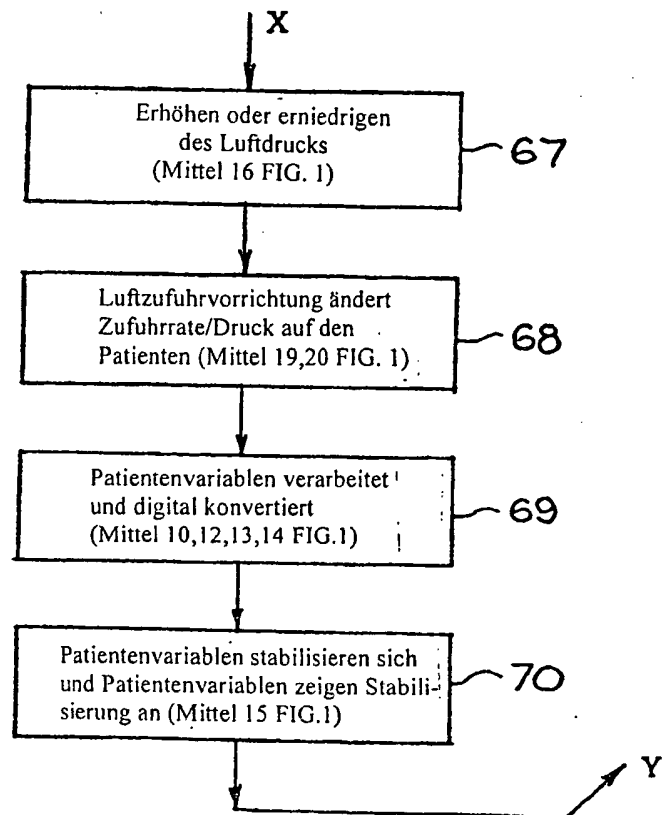 X
Erhöhen oder erniedrigen
des Luftdrucks
(Mittel 16 FIG. 1)
67
Luftzufuhrvorrichtung ändert
Zufuhrrate/Druck auf den
Patienten (Mittel 19,20 FIG. 1)
68
Patientenvariablen verarbeitet
und digital konvertiert
(Mittel 10,12,13,14 FIG.1)
69
Patientenvariablen stabilisieren sich
und Patientenvariablen zeigen Stabili-
sierung an (Mittel 15 FIG.1)
70
Y